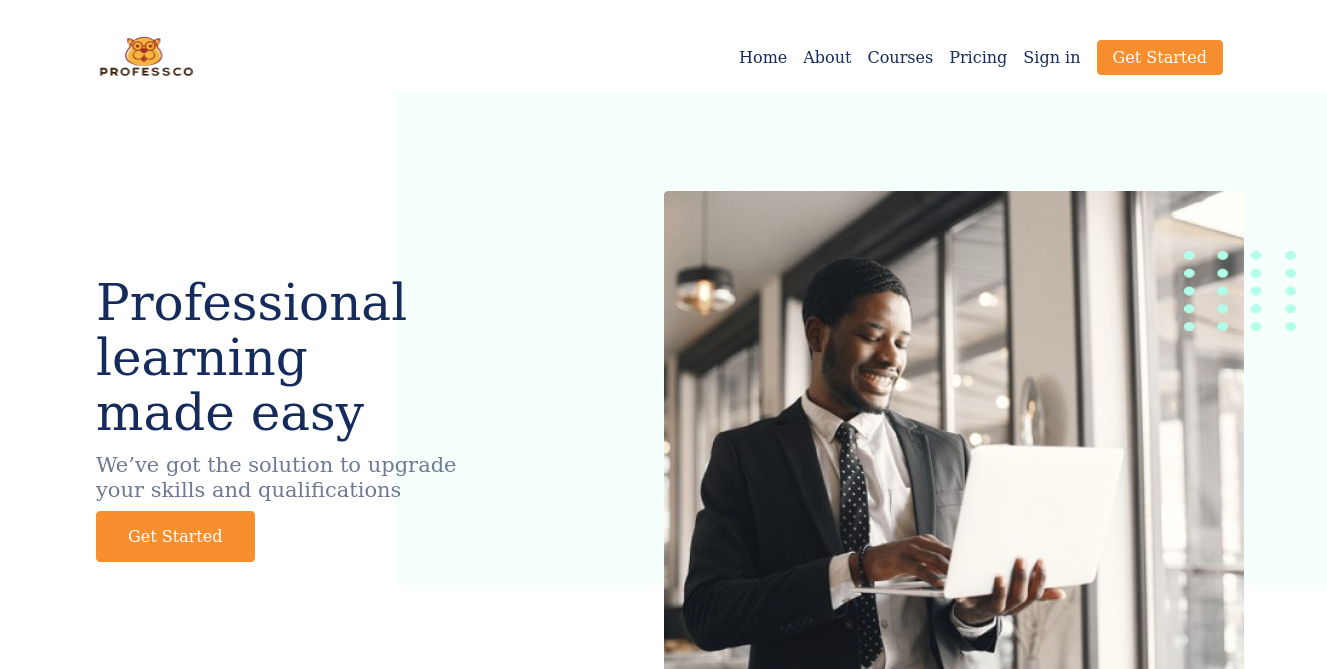 PROFESSCO
Home About Courses Pricing Sign in Get Started
Professional
learning
made easy
We’ve got the solution to upgrade
your skills and qualifications
Get Started